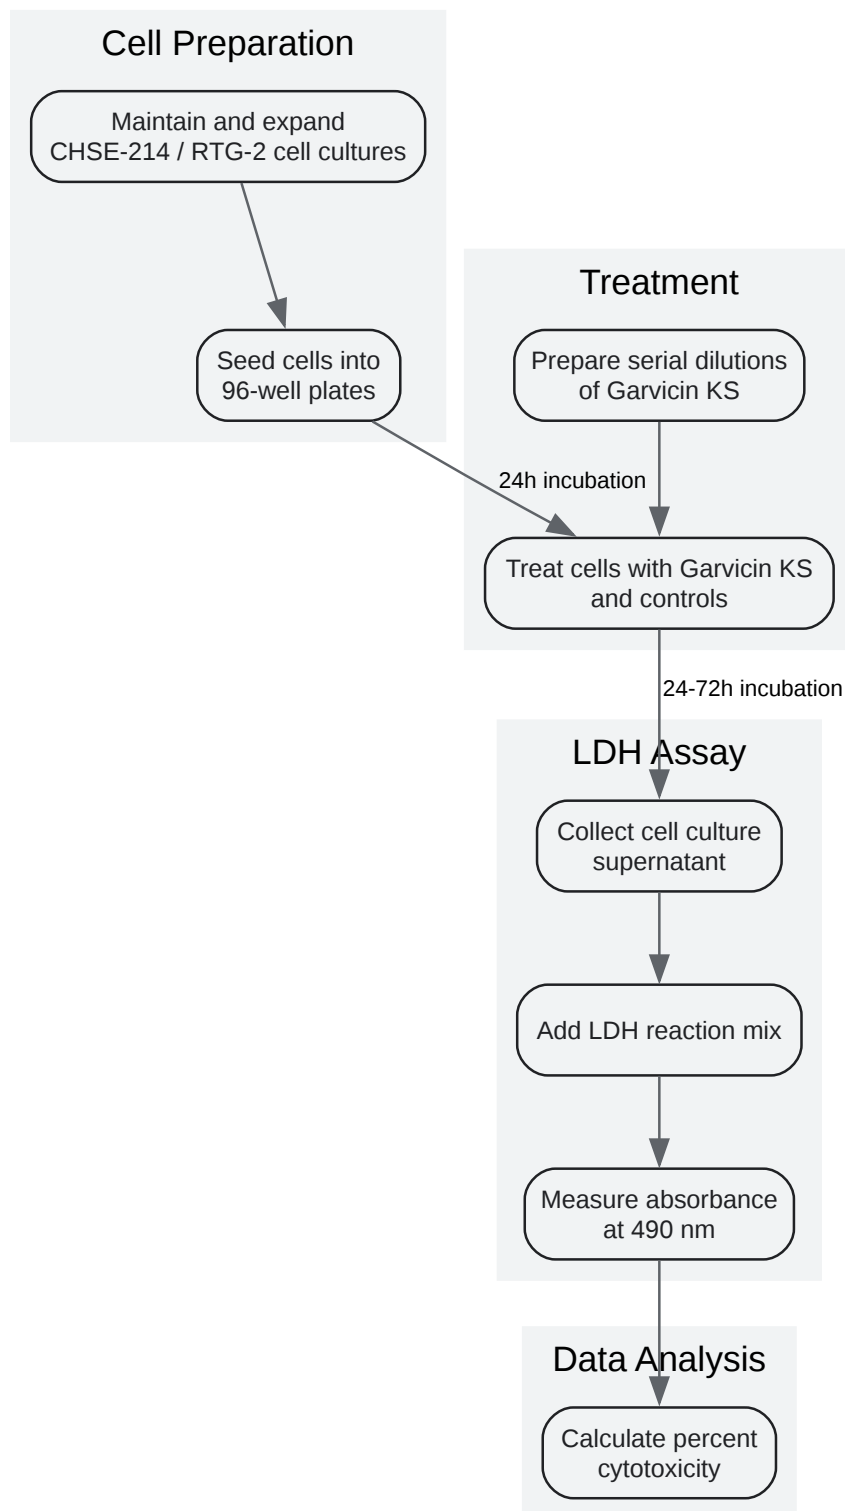 Cell Preparation
Maintain and expand
CHSE-214 / RTG-2 cell cultures
Seed cells into
96-well plates
Treatment
Prepare serial dilutions
of Garvicin KS
24h incubation
Treat cells with Garvicin KS
and controls
24-72h incubation
LDH Assay
Collect cell culture
supernatant
Add LDH reaction mix
Measure absorbance
at 490 nm
Data Analysis
Calculate percent
cytotoxicity